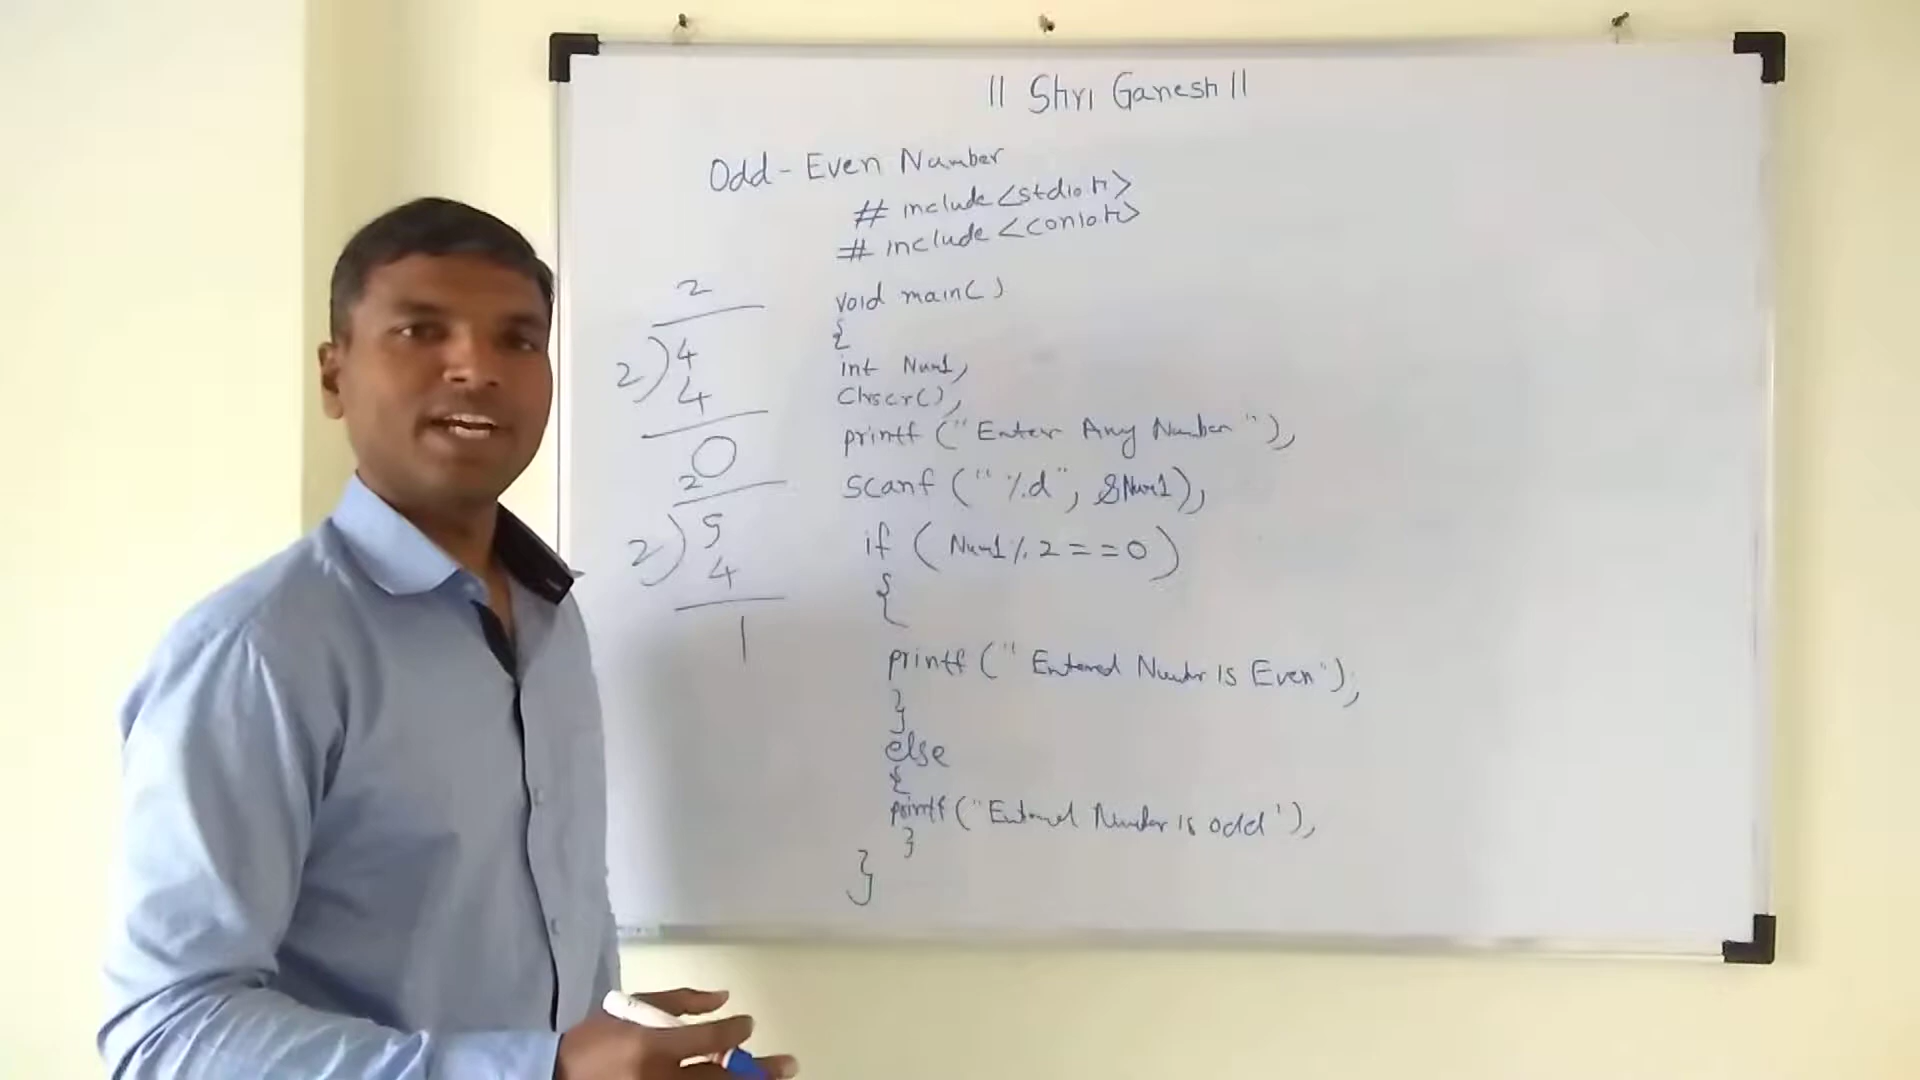 || Shri Ganesh ||
Odd-Even Number
# include <stdio.h>
# include <conio.h>
void main()
{
int Num1;
Clrscr();
printf ("Enter Any Number");
scanf ("%d", &Num1);
if (Num1 % 2 == 0)
{
printf (" Entered Number is Even");
}
else
{
printf ("Entered Number is odd");
}
}
2
2) 4
4
0
2
2) 5
4
1